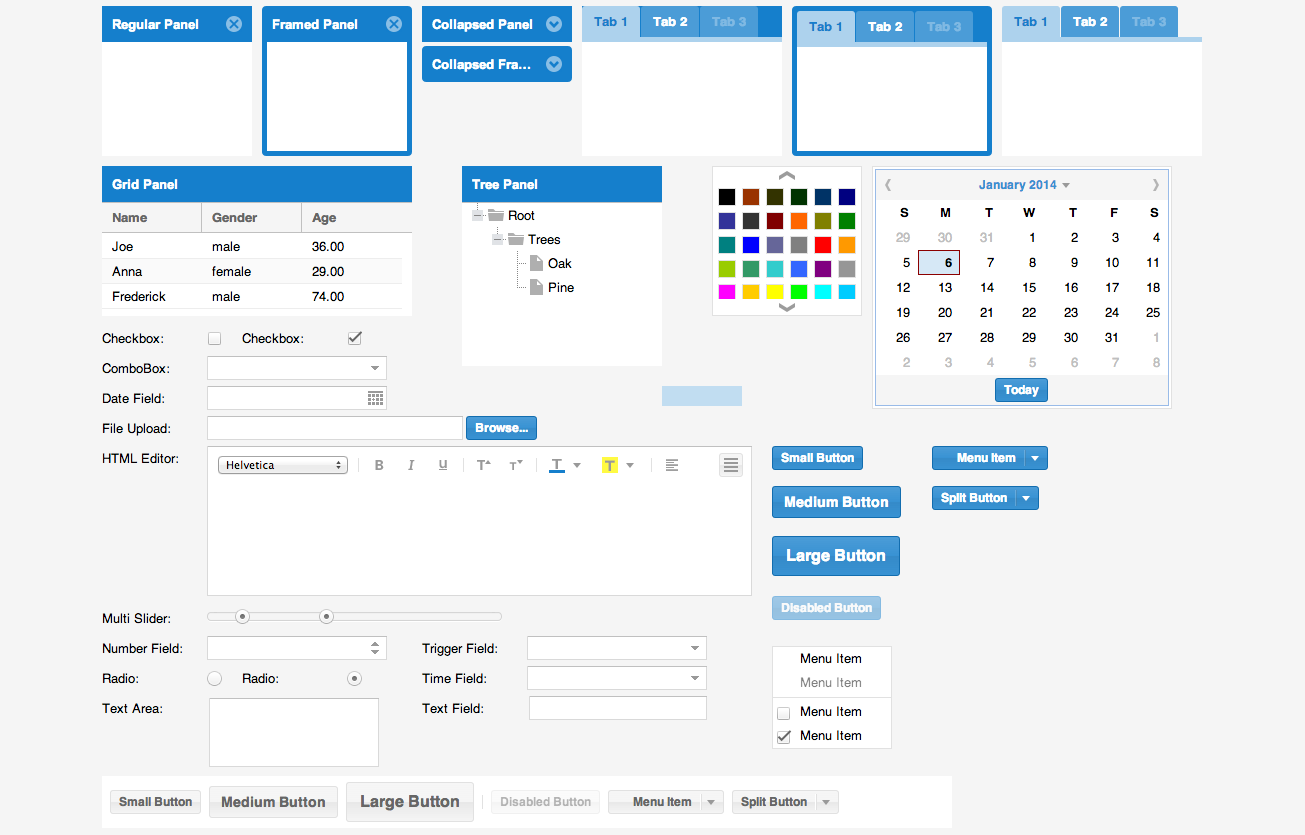 Regular Panel
Framed Panel
Collapsed Panel
Collapsed Fra...
Tab 1 Tab 2 Tab 3
Tab 1 Tab 2 Tab 3
Tab 1 Tab 2 Tab 3
Grid Panel
Name Gender Age
Joe male 36.00
Anna female 29.00
Frederick male 74.00
Tree Panel
Root
Trees
Oak
Pine
January 2014
S M T W T F S
29 30 31 1 2 3 4
5 6 7 8 9 10 11
12 13 14 15 16 17 18
19 20 21 22 23 24 25
26 27 28 29 30 31 1
2 3 4 5 6 7 8
Today
Checkbox: Checkbox:
ComboBox:
Date Field:
File Upload: Browse...
HTML Editor:
Helvetica B I U T T T T
Small Button
Medium Button
Large Button
Disabled Button
Menu Item
Split Button
Multi Slider:
Number Field: Trigger Field:
Radio: Radio: Time Field:
Text Area: Text Field:
Menu Item
Menu Item
Menu Item
Menu Item
Small Button Medium Button Large Button Disabled Button Menu Item Split Button